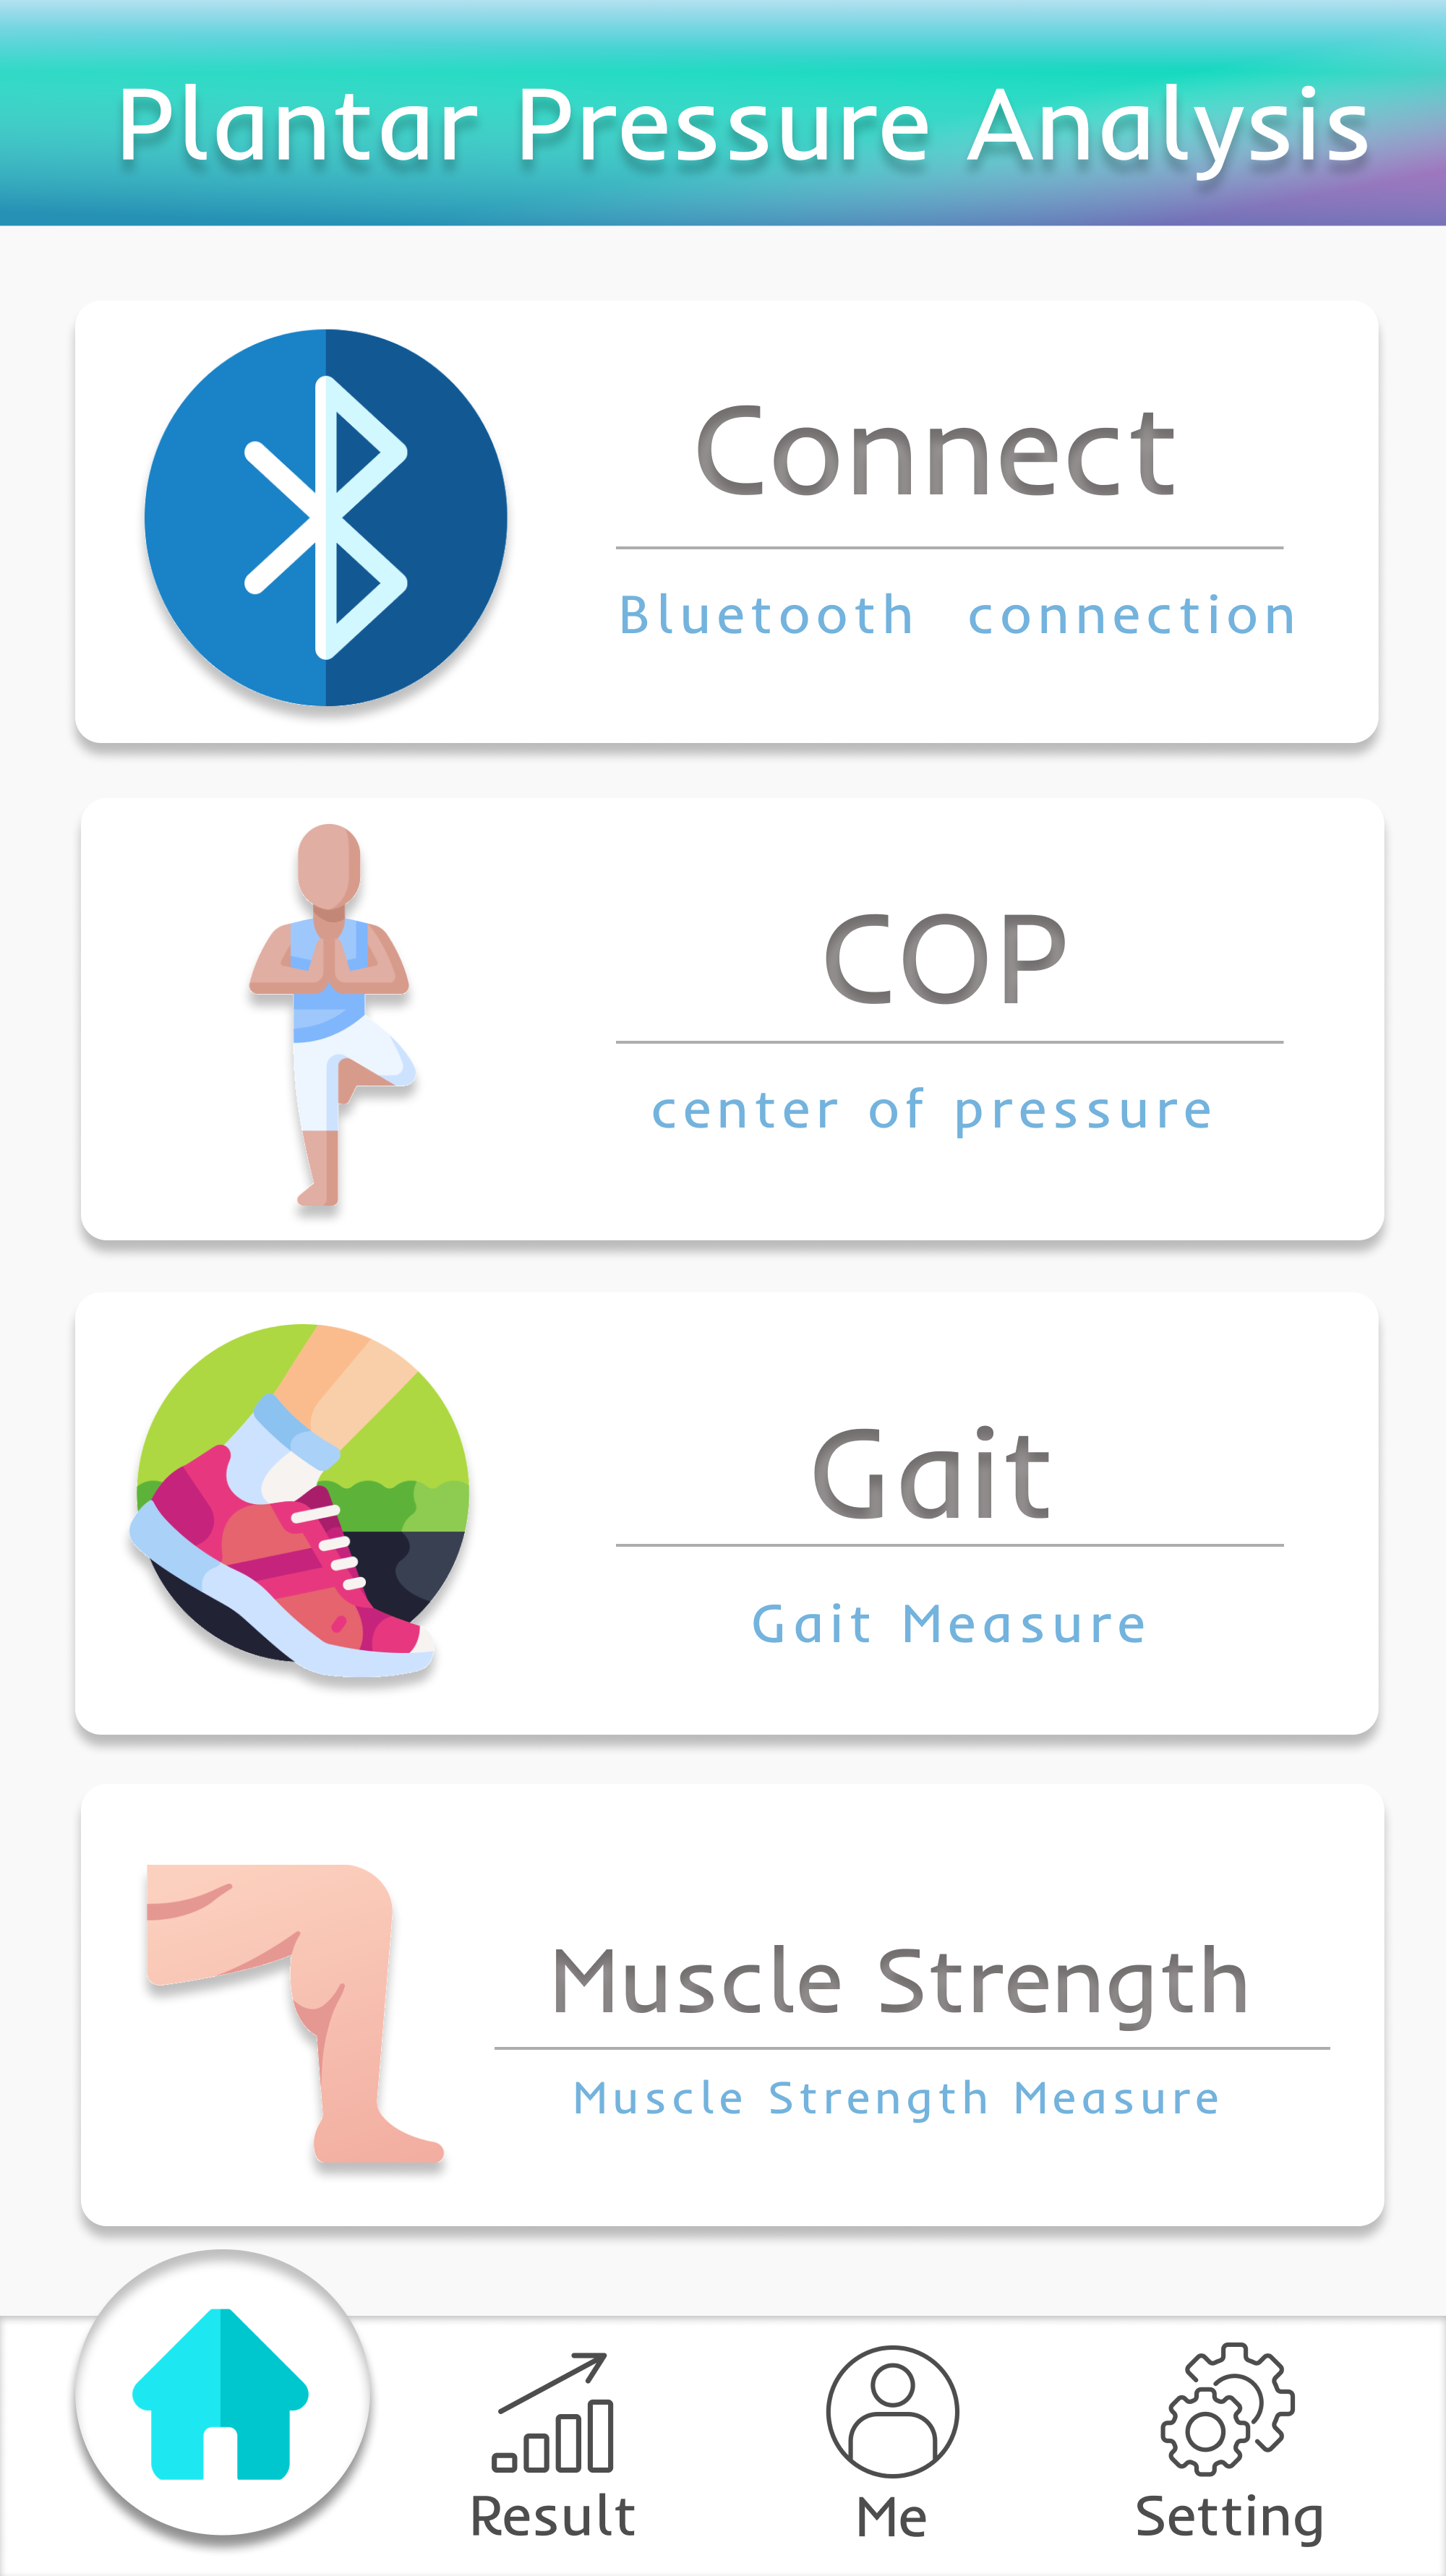 Plantar Pressure Analysis
Connect
Bluetooth connection
COP
center of pressure
Gait
Gait Measure
Muscle Strength
Muscle Strength Measure
Result
Me
Setting